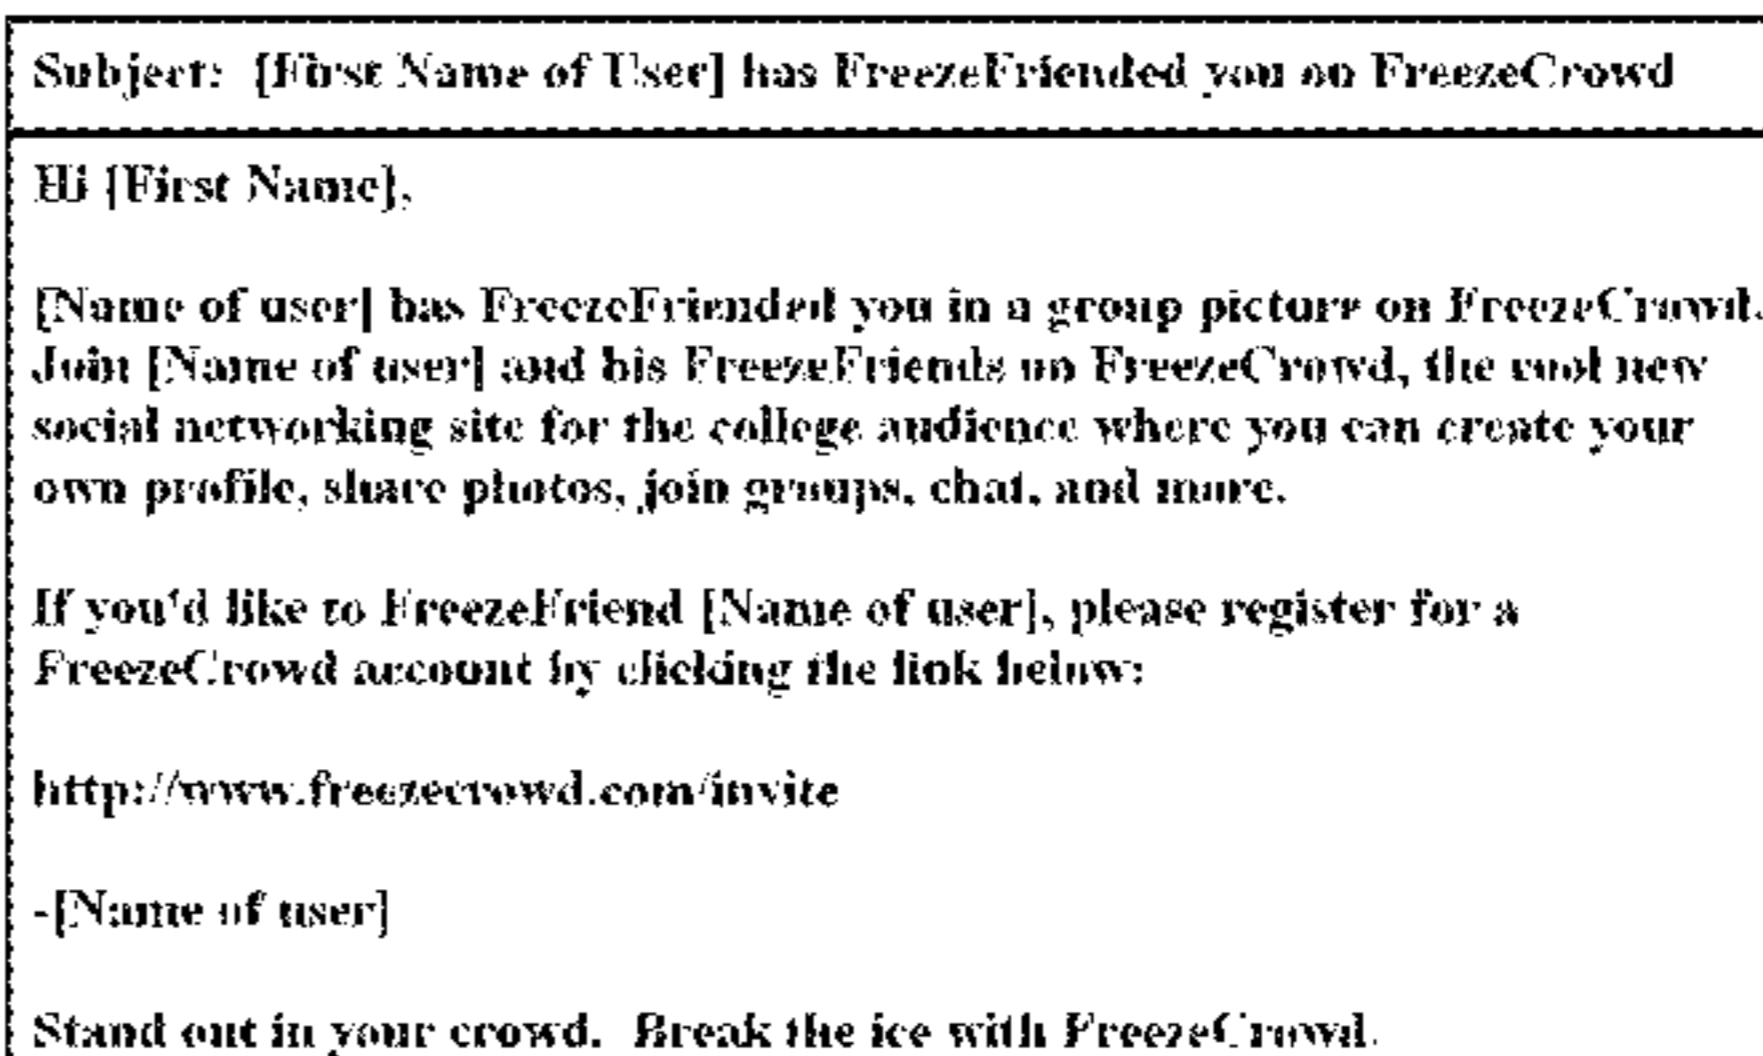 Subject:  [First Name of User] has FreezeFriended you on FreezeCrowd
Hi [First Name],
[Name of user] has FreezeFriended you in a group picture on FreezeCrowd.
Join [Name of user] and his FreezeFriends on FreezeCrowd, the cool new
social networking site for the college audience where you can create your
own profile, share photos, join groups, chat, and more.
If you'd like to FreezeFriend [Name of user], please register for a
FreezeCrowd account by clicking the link below:
http://www.freezecrowd.com/invite
-[Name of user]
Stand out in your crowd.  Break the ice with FreezeCrowd.